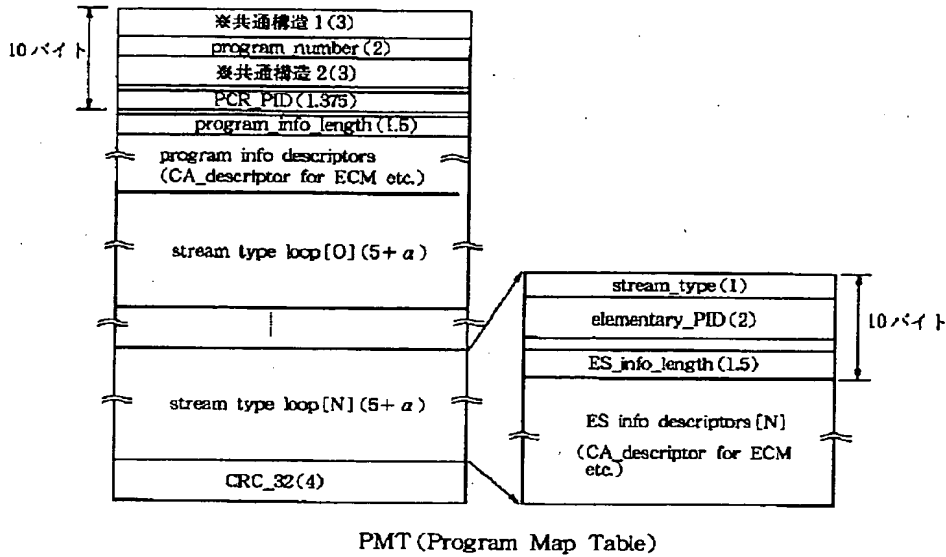 ※共通構造1(3)
10バイト
program_number(2)
※共通構造2(3)
PCR_PID(1.375)
program_info_length(1.5)
program info descriptors
(CA_descriptor for ECM etc.)
stream type loop[0](5+α)
stream type loop[N](5+α)
CRC_32(4)
stream_type(1)
elementary_PID(2)
10バイト
ES_info_length(1.5)
ES info descriptors[N]
(CA_descriptor for ECM
etc.)
PMT(Program Map Table)